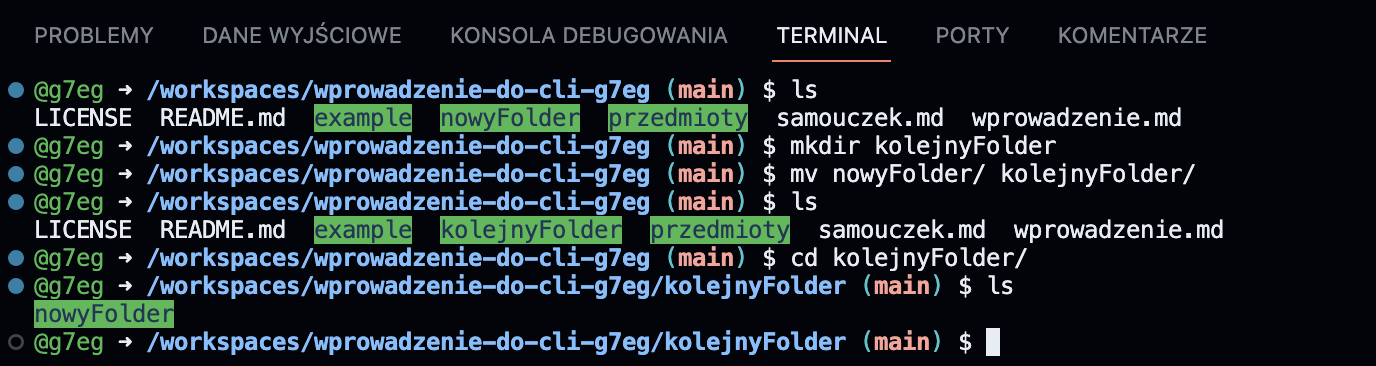 PROBLEMY DANE WYJŚCIOWE KONSOLA DEBUGOWANIA TERMINAL PORTY KOMENTARZE
@g7eg ➜ /workspaces/wprowadzenie-do-cli-g7eg (main) $ ls
LICENSE README.md example nowyFolder przedmioty samouczek.md wprowadzenie.md
@g7eg ➜ /workspaces/wprowadzenie-do-cli-g7eg (main) $ mkdir kolejnyFolder
@g7eg ➜ /workspaces/wprowadzenie-do-cli-g7eg (main) $ mv nowyFolder/ kolejnyFolder/
@g7eg ➜ /workspaces/wprowadzenie-do-cli-g7eg (main) $ ls
LICENSE README.md example kolejnyFolder przedmioty samouczek.md wprowadzenie.md
@g7eg ➜ /workspaces/wprowadzenie-do-cli-g7eg (main) $ cd kolejnyFolder/
@g7eg ➜ /workspaces/wprowadzenie-do-cli-g7eg/kolejnyFolder (main) $ ls
nowyFolder
@g7eg ➜ /workspaces/wprowadzenie-do-cli-g7eg/kolejnyFolder (main) $